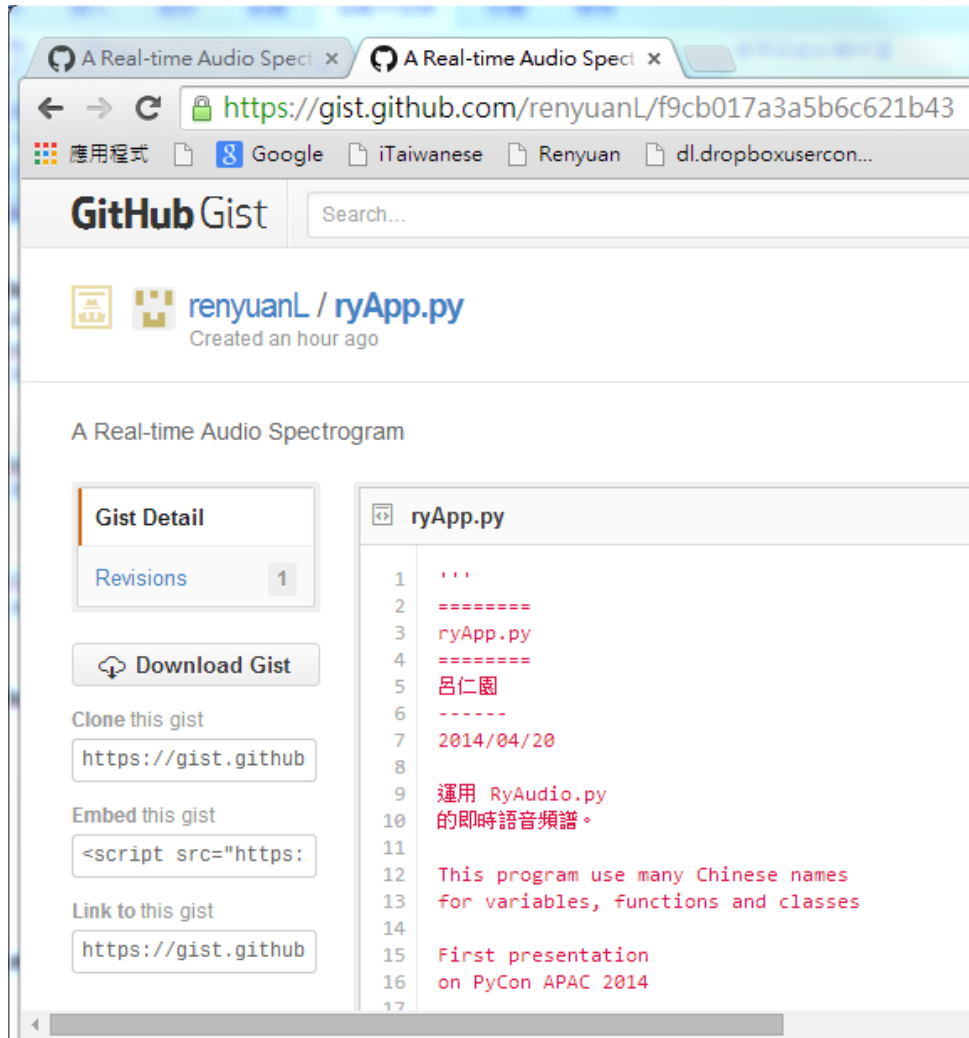 A Real-time Audio Spect
A Real-time Audio Spect
https://gist.github.com/renyuanL/f9cb017a3a5b6c621b43
應用程式 Google iTaiwanese Renyuan dl.dropboxusercon...
GitHub Gist Search...
renyuanL / ryApp.py
Created an hour ago
A Real-time Audio Spectrogram
Gist Detail
Revisions 1
Download Gist
Clone this gist
https://gist.github
Embed this gist
<script src="https:
Link to this gist
https://gist.github
ryApp.py
1 '''
2 ========
3 ryApp.py
4 ========
5 呂仁園
6 ------
7 2014/04/20
8
9 運用 RyAudio.py
10 的即時語音頻譜。
11
12 This program use many Chinese names
13 for variables, functions and classes
14
15 First presentation
16 on PyCon APAC 2014
17